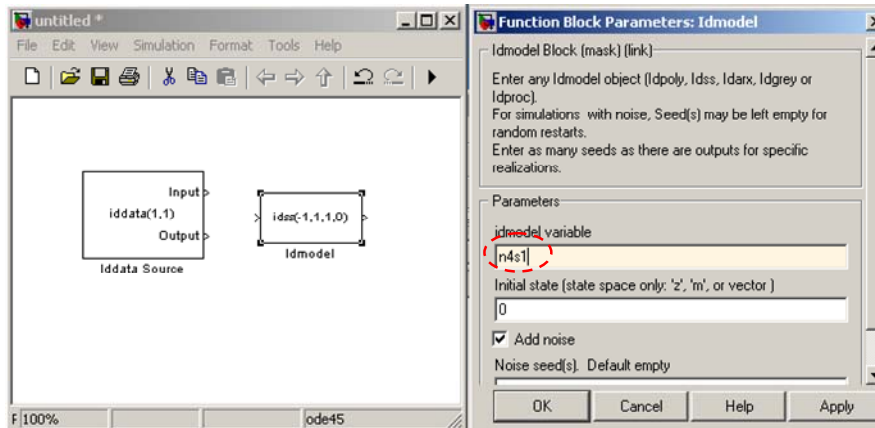 untitled *
File Edit View Simulation Format Tools Help
Input
iddata(1,1)
Output
Iddata Source
idss(-1,1,1,0)
Idmodel
F 100%
ode45
Function Block Parameters: Idmodel
Idmodel Block (mask) (link)
Enter any Idmodel object (Idpoly, Idss, Idarx, Idgrey or
Idproc).
For simulations with noise, Seed(s) may be left empty for
random restarts.
Enter as many seeds as there are outputs for specific
realizations.
Parameters
idmodel variable
n4s1
Initial state (state space only: 'z', 'm', or vector )
0
Add noise
Noise seed(s). Default empty
OK Cancel Help Apply